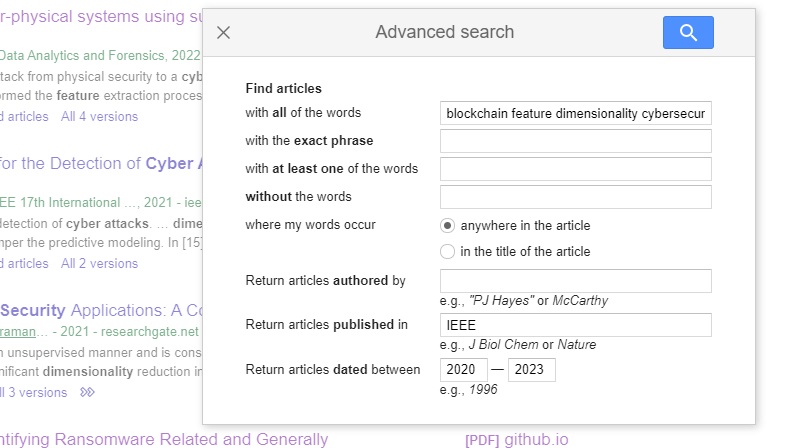 r-physical systems using su
Data Analytics and Forensics, 2022
tack from physical security to a cyb
ormed the feature extraction proces
d articles All 4 versions
for the Detection of Cyber A
EE 17th International …, 2021 - iee
detection of cyber attacks. … dime
mper the predictive modeling. In [15]
d articles All 2 versions
Security Applications: A Co
raman… - 2021 - researchgate.net
n unsupervised manner and is cons
nificant dimensionality reduction in
ll 3 versions
ntifying Ransomware Related and Generally
[PDF] github.io
Advanced search
Find articles
with all of the words blockchain feature dimensionality cybersecur
with the exact phrase
with at least one of the words
without the words
where my words occur anywhere in the article
in the title of the article
Return articles authored by
e.g., "PJ Hayes" or McCarthy
Return articles published in IEEE
e.g., J Biol Chem or Nature
Return articles dated between 2020 — 2023
e.g., 1996